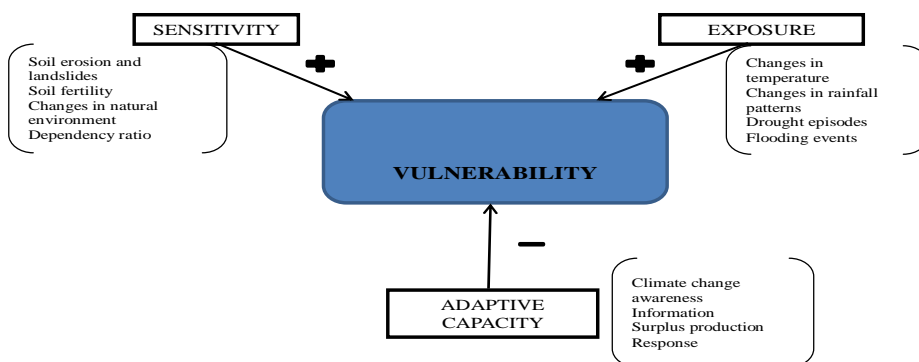 SENSITIVITY
Soil erosion and
landslides
Soil fertility
Changes in natural
environment
Dependency ratio
EXPOSURE
Changes in
temperature
Changes in rainfall
patterns
Drought episodes
Flooding events
VULNERABILITY
ADAPTIVE
CAPACITY
Climate change
awareness
Information
Surplus production
Response